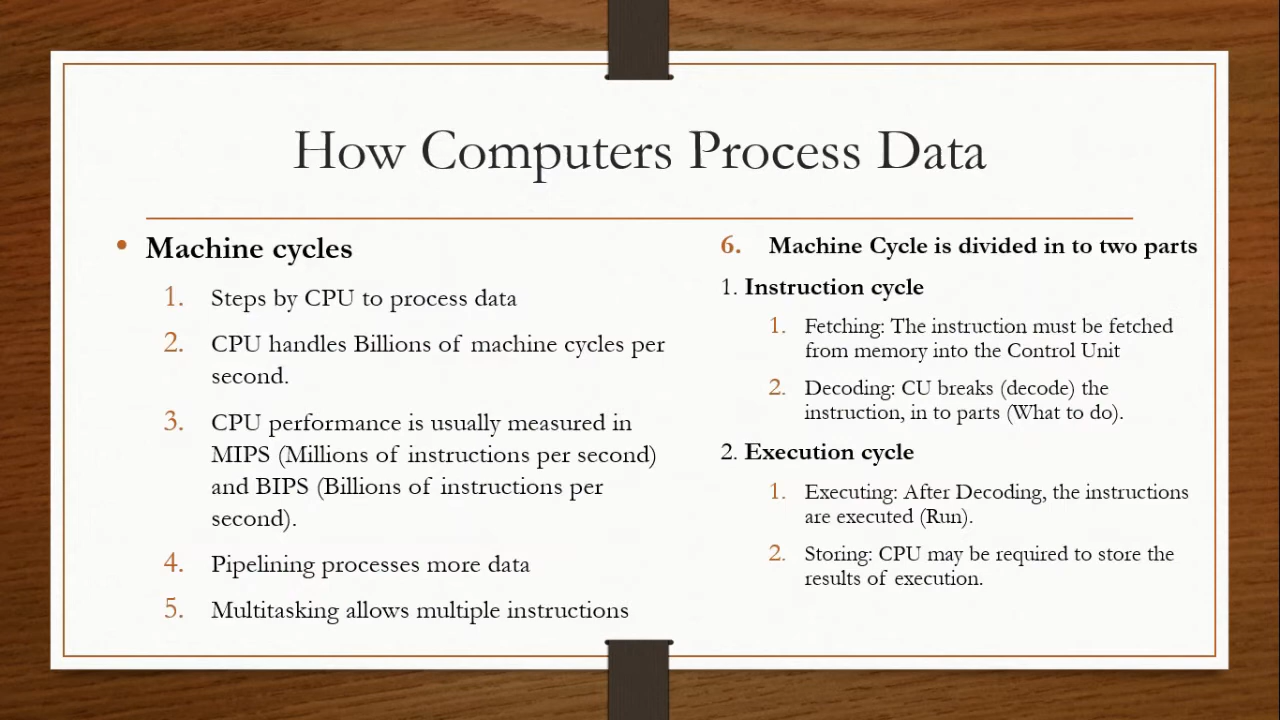 How Computers Process Data
• Machine cycles
1. Steps by CPU to process data
2. CPU handles Billions of machine cycles per
second.
3. CPU performance is usually measured in
MIPS (Millions of instructions per second)
and BIPS (Billions of instructions per
second).
4. Pipelining processes more data
5. Multitasking allows multiple instructions
6. Machine Cycle is divided in to two parts
1. Instruction cycle
1. Fetching: The instruction must be fetched
from memory into the Control Unit
2. Decoding: CU breaks (decode) the
instruction, in to parts (What to do).
2. Execution cycle
1. Executing: After Decoding, the instructions
are executed (Run).
2. Storing: CPU may be required to store the
results of execution.